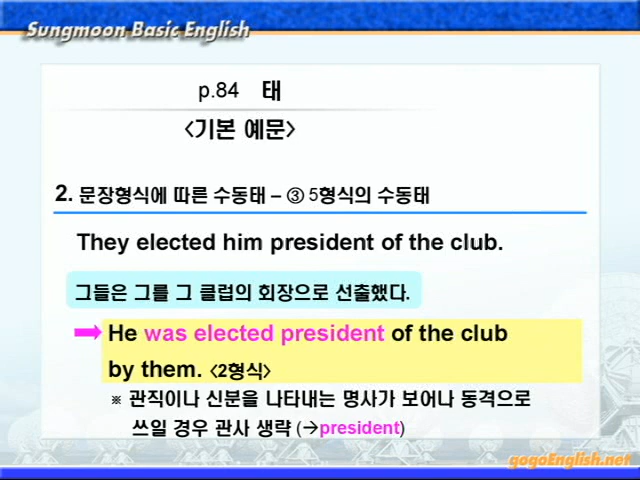 Sungmoon Basic English
p.84 태
<기본 예문>
2. 문장형식에 따른 수동태 – ③ 5형식의 수동태
They elected him president of the club.
그들은 그를 그 클럽의 회장으로 선출했다.
➡ He was elected president of the club
by them. <2형식>
※ 관직이나 신분을 나타내는 명사가 보어나 동격으로
쓰일 경우 관사 생략 (→president)
gogoEnglish.net